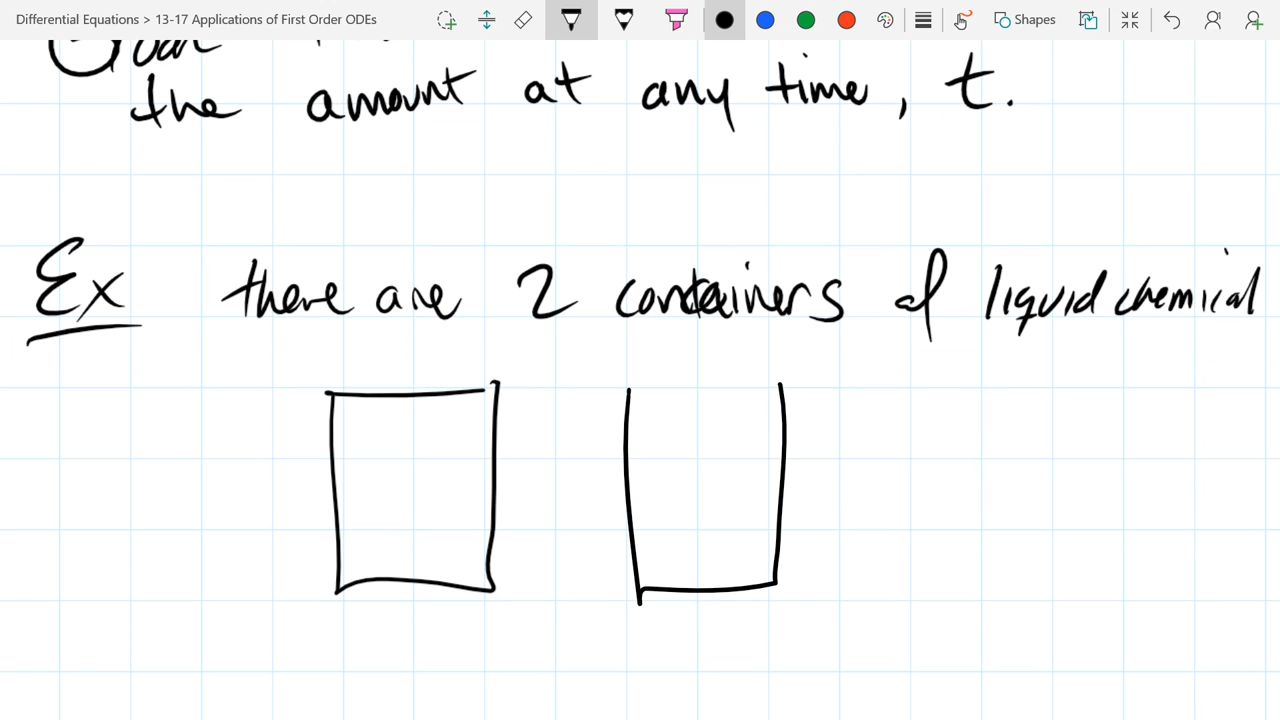 Differential Equations > 13-17 Applications of First Order ODEs
Shapes
Goal
the amount at any time, t.
Ex there are 2 containers of liquid chemical